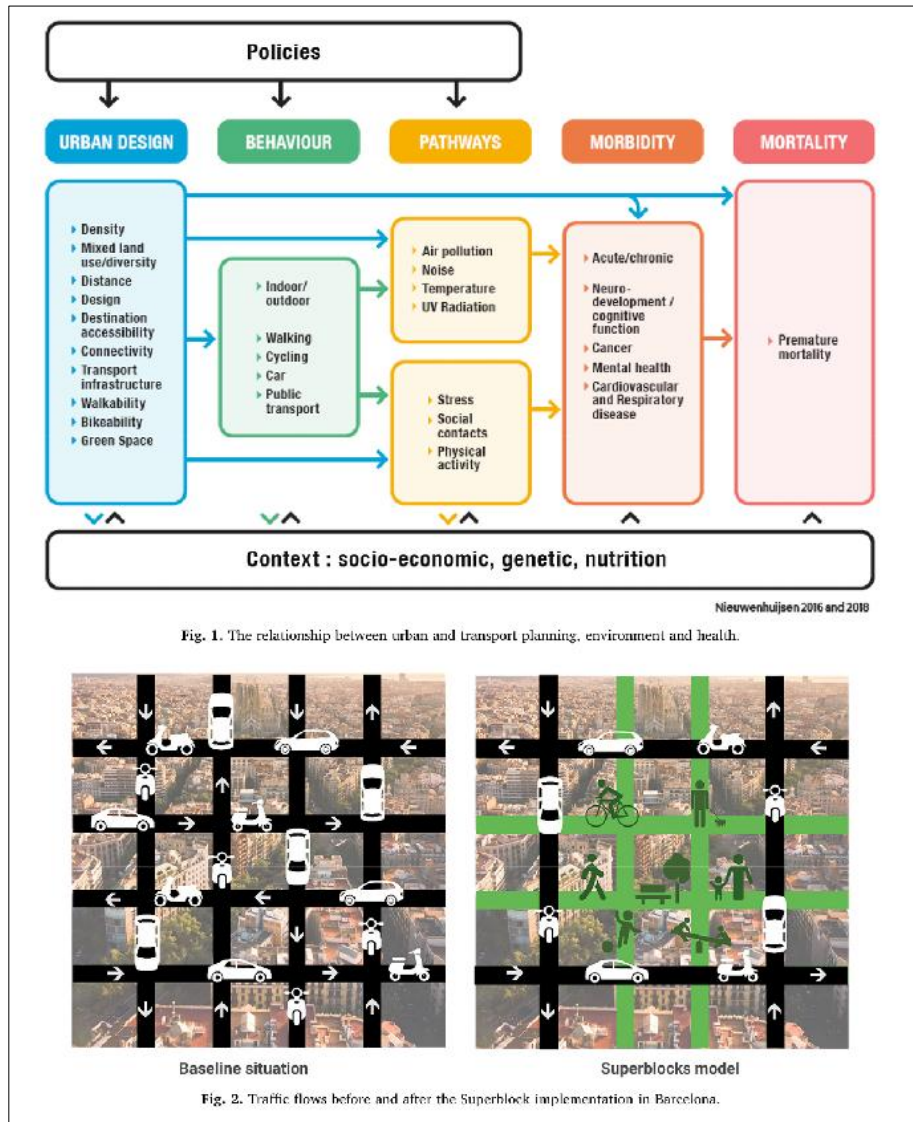 Policies
URBAN DESIGN
BEHAVIOUR
PATHWAYS
MORBIDITY
MORTALITY
Density
Mixed land
use/diversity
Distance
Design
Destination
accessibility
Connectivity
Transport
infrastructure
Walkability
Bikeability
Green Space
Indoor/
outdoor
Walking
Cycling
Car
Public
transport
Air pollution
Noise
Temperature
UV Radiation
Stress
Social
contacts
Physical
activity
Acute/chronic
Neuro-
development /
cognitive
function
Cancer
Mental health
Cardiovascular
and Respiratory
disease
Premature
mortality
Context : socio-economic, genetic, nutrition
Nieuwenhuijsen 2016 and 2018
Fig. 1. The relationship between urban and transport planning, environment and health.
Baseline situation
Superblocks model
Fig. 2. Traffic flows before and after the Superblock implementation in Barcelona.